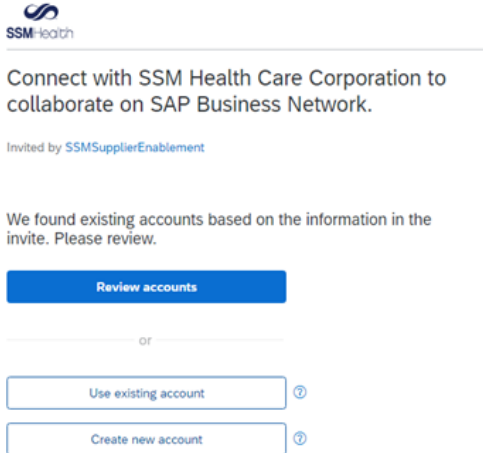 SSMHealth
Connect with SSM Health Care Corporation to
collaborate on SAP Business Network.
Invited by SSMSupplierEnablement
We found existing accounts based on the information in the
invite. Please review.
Review accounts
or
Use existing account ?
Create new account ?